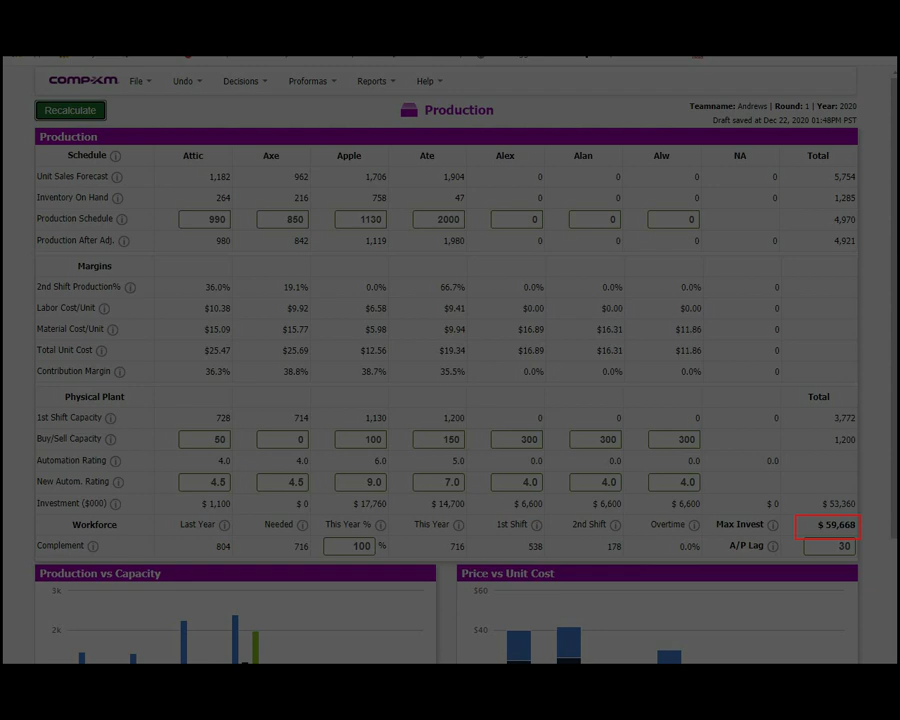 COMP-XM File Undo Decisions Proformas Reports Help
Recalculate
Production
Teamname: Andrews | Round: 1 | Year: 2020
Draft saved at Dec 22, 2020 01:48PM PST
Production
Schedule Attic Axe Apple Ate Alex Alan Alw NA Total
Unit Sales Forecast 1,182 962 1,706 1,904 0 0 0 0 5,754
Inventory On Hand 264 216 758 47 0 0 0 0 1,285
Production Schedule 990 850 1130 2000 0 0 0 4,970
Production After Adj. 980 842 1,119 1,980 0 0 0 0 4,921
Margins
2nd Shift Production% 36.0% 19.1% 0.0% 66.7% 0.0% 0.0% 0.0% 0
Labor Cost/Unit $10.38 $9.92 $6.58 $9.41 $0.00 $0.00 $0.00 0
Material Cost/Unit $15.09 $15.77 $5.98 $9.94 $16.89 $16.31 $11.86 0
Total Unit Cost $25.47 $25.69 $12.56 $19.34 $16.89 $16.31 $11.86 0
Contribution Margin 36.3% 38.8% 38.7% 35.5% 0.0% 0.0% 0.0% 0
Physical Plant Total
1st Shift Capacity 728 714 1,130 1,200 0 0 0 0 3,772
Buy/Sell Capacity 50 0 100 150 300 300 300 1,200
Automation Rating 4.0 4.0 6.0 5.0 0.0 0.0 0.0 0.0
New Autom. Rating 4.5 4.5 9.0 7.0 4.0 4.0 4.0
Investment ($000) $ 1,100 $ 0 $ 17,760 $ 14,700 $ 6,600 $ 6,600 $ 6,600 $ 0 $ 53,360
Workforce Last Year Needed This Year % This Year 1st Shift 2nd Shift Overtime Max Invest $ 59,668
Complement 804 716 100 % 716 538 178 0.0% A/P Lag 30
Production vs Capacity
3k
2k
Price vs Unit Cost
$60
$40